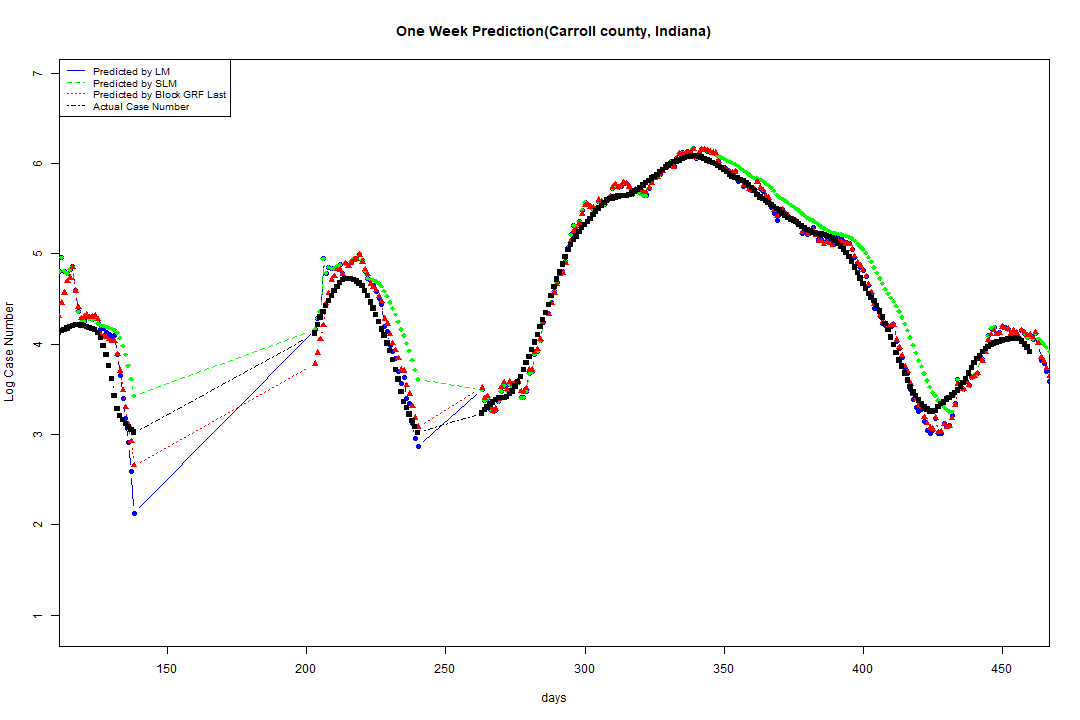 One Week Prediction(Carroll county, Indiana)
Predicted by LM
Predicted by SLM
Predicted by Block GRF Last
Actual Case Number
7
6
5
4
3
2
1
Log Case Number
150 200 250 300 350 400 450
days